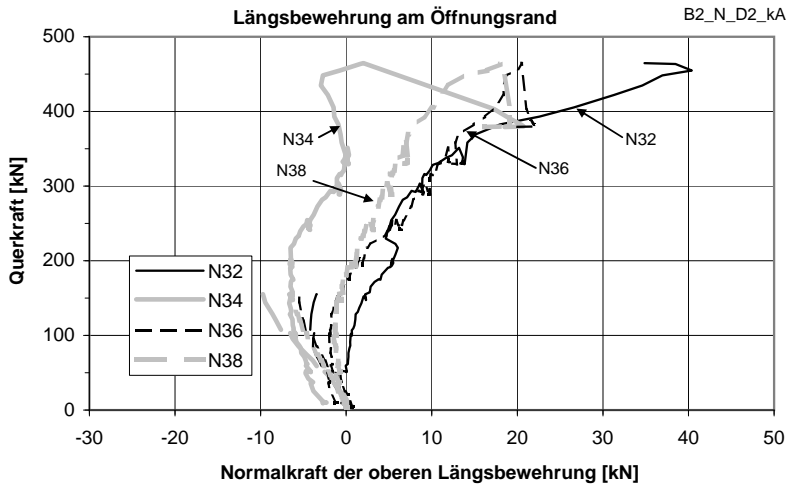 Längsbewehrung am Öffnungsrand
B2_N_D2_kA
Querkraft [kN]
500
400
300
200
100
0
N34
N38
N36
N32
N32
N34
N36
N38
-30 -20 -10 0 10 20 30 40 50
Normalkraft der oberen Längsbewehrung [kN]